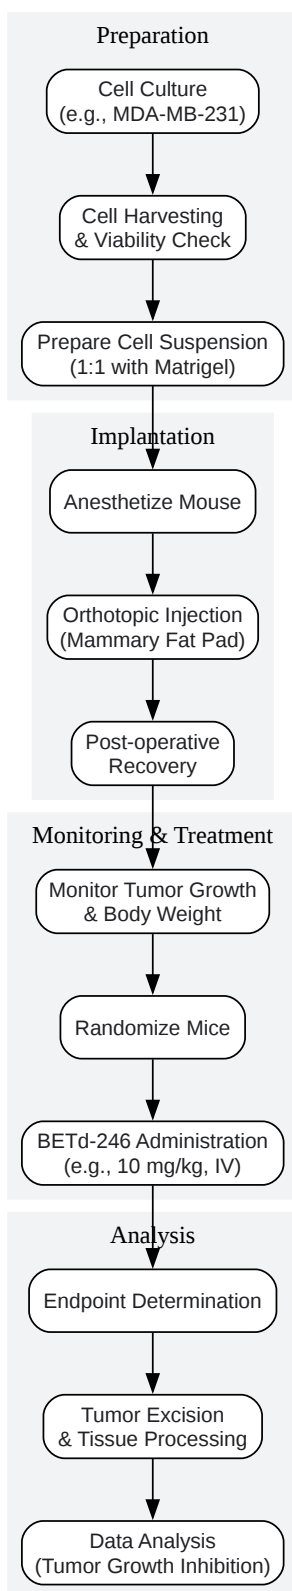 Preparation
Cell Culture
(e.g., MDA-MB-231)
Cell Harvesting
& Viability Check
Prepare Cell Suspension
(1:1 with Matrigel)
Implantation
Anesthetize Mouse
Orthotopic Injection
(Mammary Fat Pad)
Post-operative
Recovery
Monitoring & Treatment
Monitor Tumor Growth
& Body Weight
Randomize Mice
BETd-246 Administration
(e.g., 10 mg/kg, IV)
Analysis
Endpoint Determination
Tumor Excision
& Tissue Processing
Data Analysis
(Tumor Growth Inhibition)